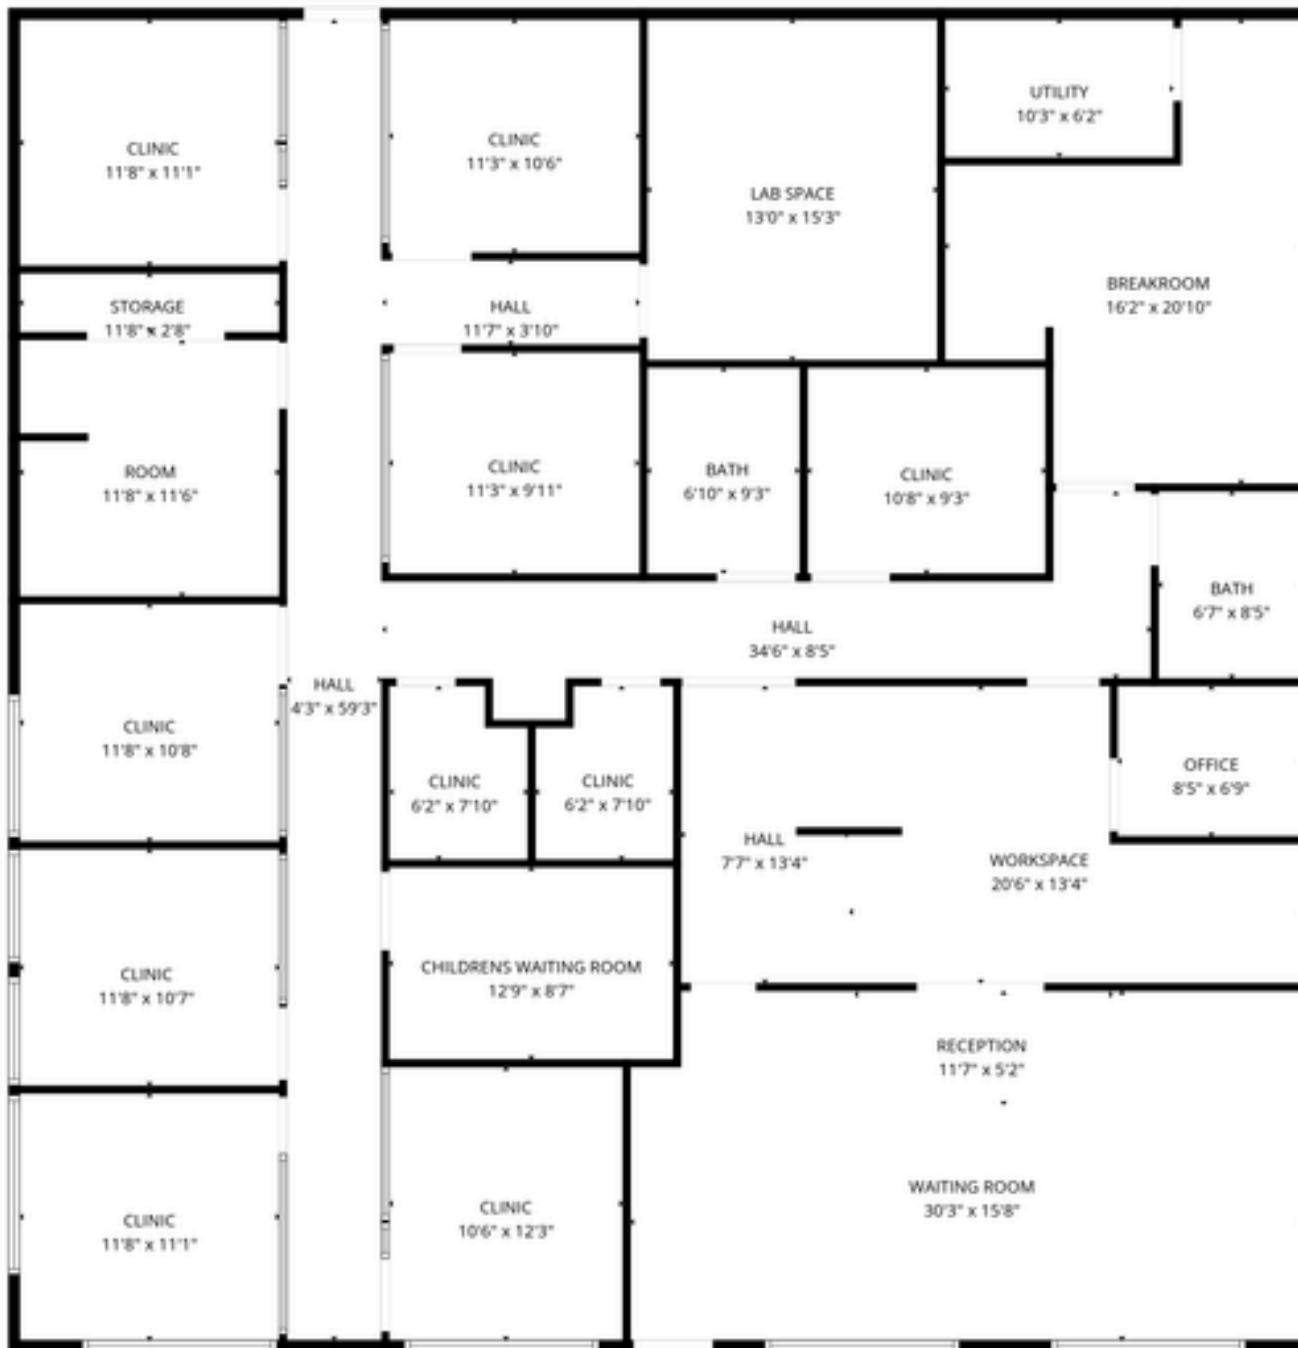 UTILITY
10'3" x 6'2"
CLINIC
11'8" x 11'1"
CLINIC
11'3" x 10'6"
LAB SPACE
13'0" x 15'3"
BREAKROOM
16'2" x 20'10"
STORAGE
11'8" x 2'8"
HALL
11'7" x 3'10"
ROOM
11'8" x 11'6"
CLINIC
11'3" x 9'11"
BATH
6'10" x 9'3"
CLINIC
10'8" x 9'3"
BATH
6'7" x 8'5"
HALL
34'6" x 8'5"
HALL
4'3" x 59'3"
CLINIC
11'8" x 10'8"
CLINIC
6'2" x 7'10"
CLINIC
6'2" x 7'10"
OFFICE
8'5" x 6'9"
HALL
7'7" x 13'4"
WORKSPACE
20'6" x 13'4"
CLINIC
11'8" x 10'7"
CHILDRENS WAITING ROOM
12'9" x 8'7"
RECEPTION
11'7" x 5'2"
CLINIC
11'8" x 11'1"
CLINIC
10'6" x 12'3"
WAITING ROOM
30'3" x 15'8"